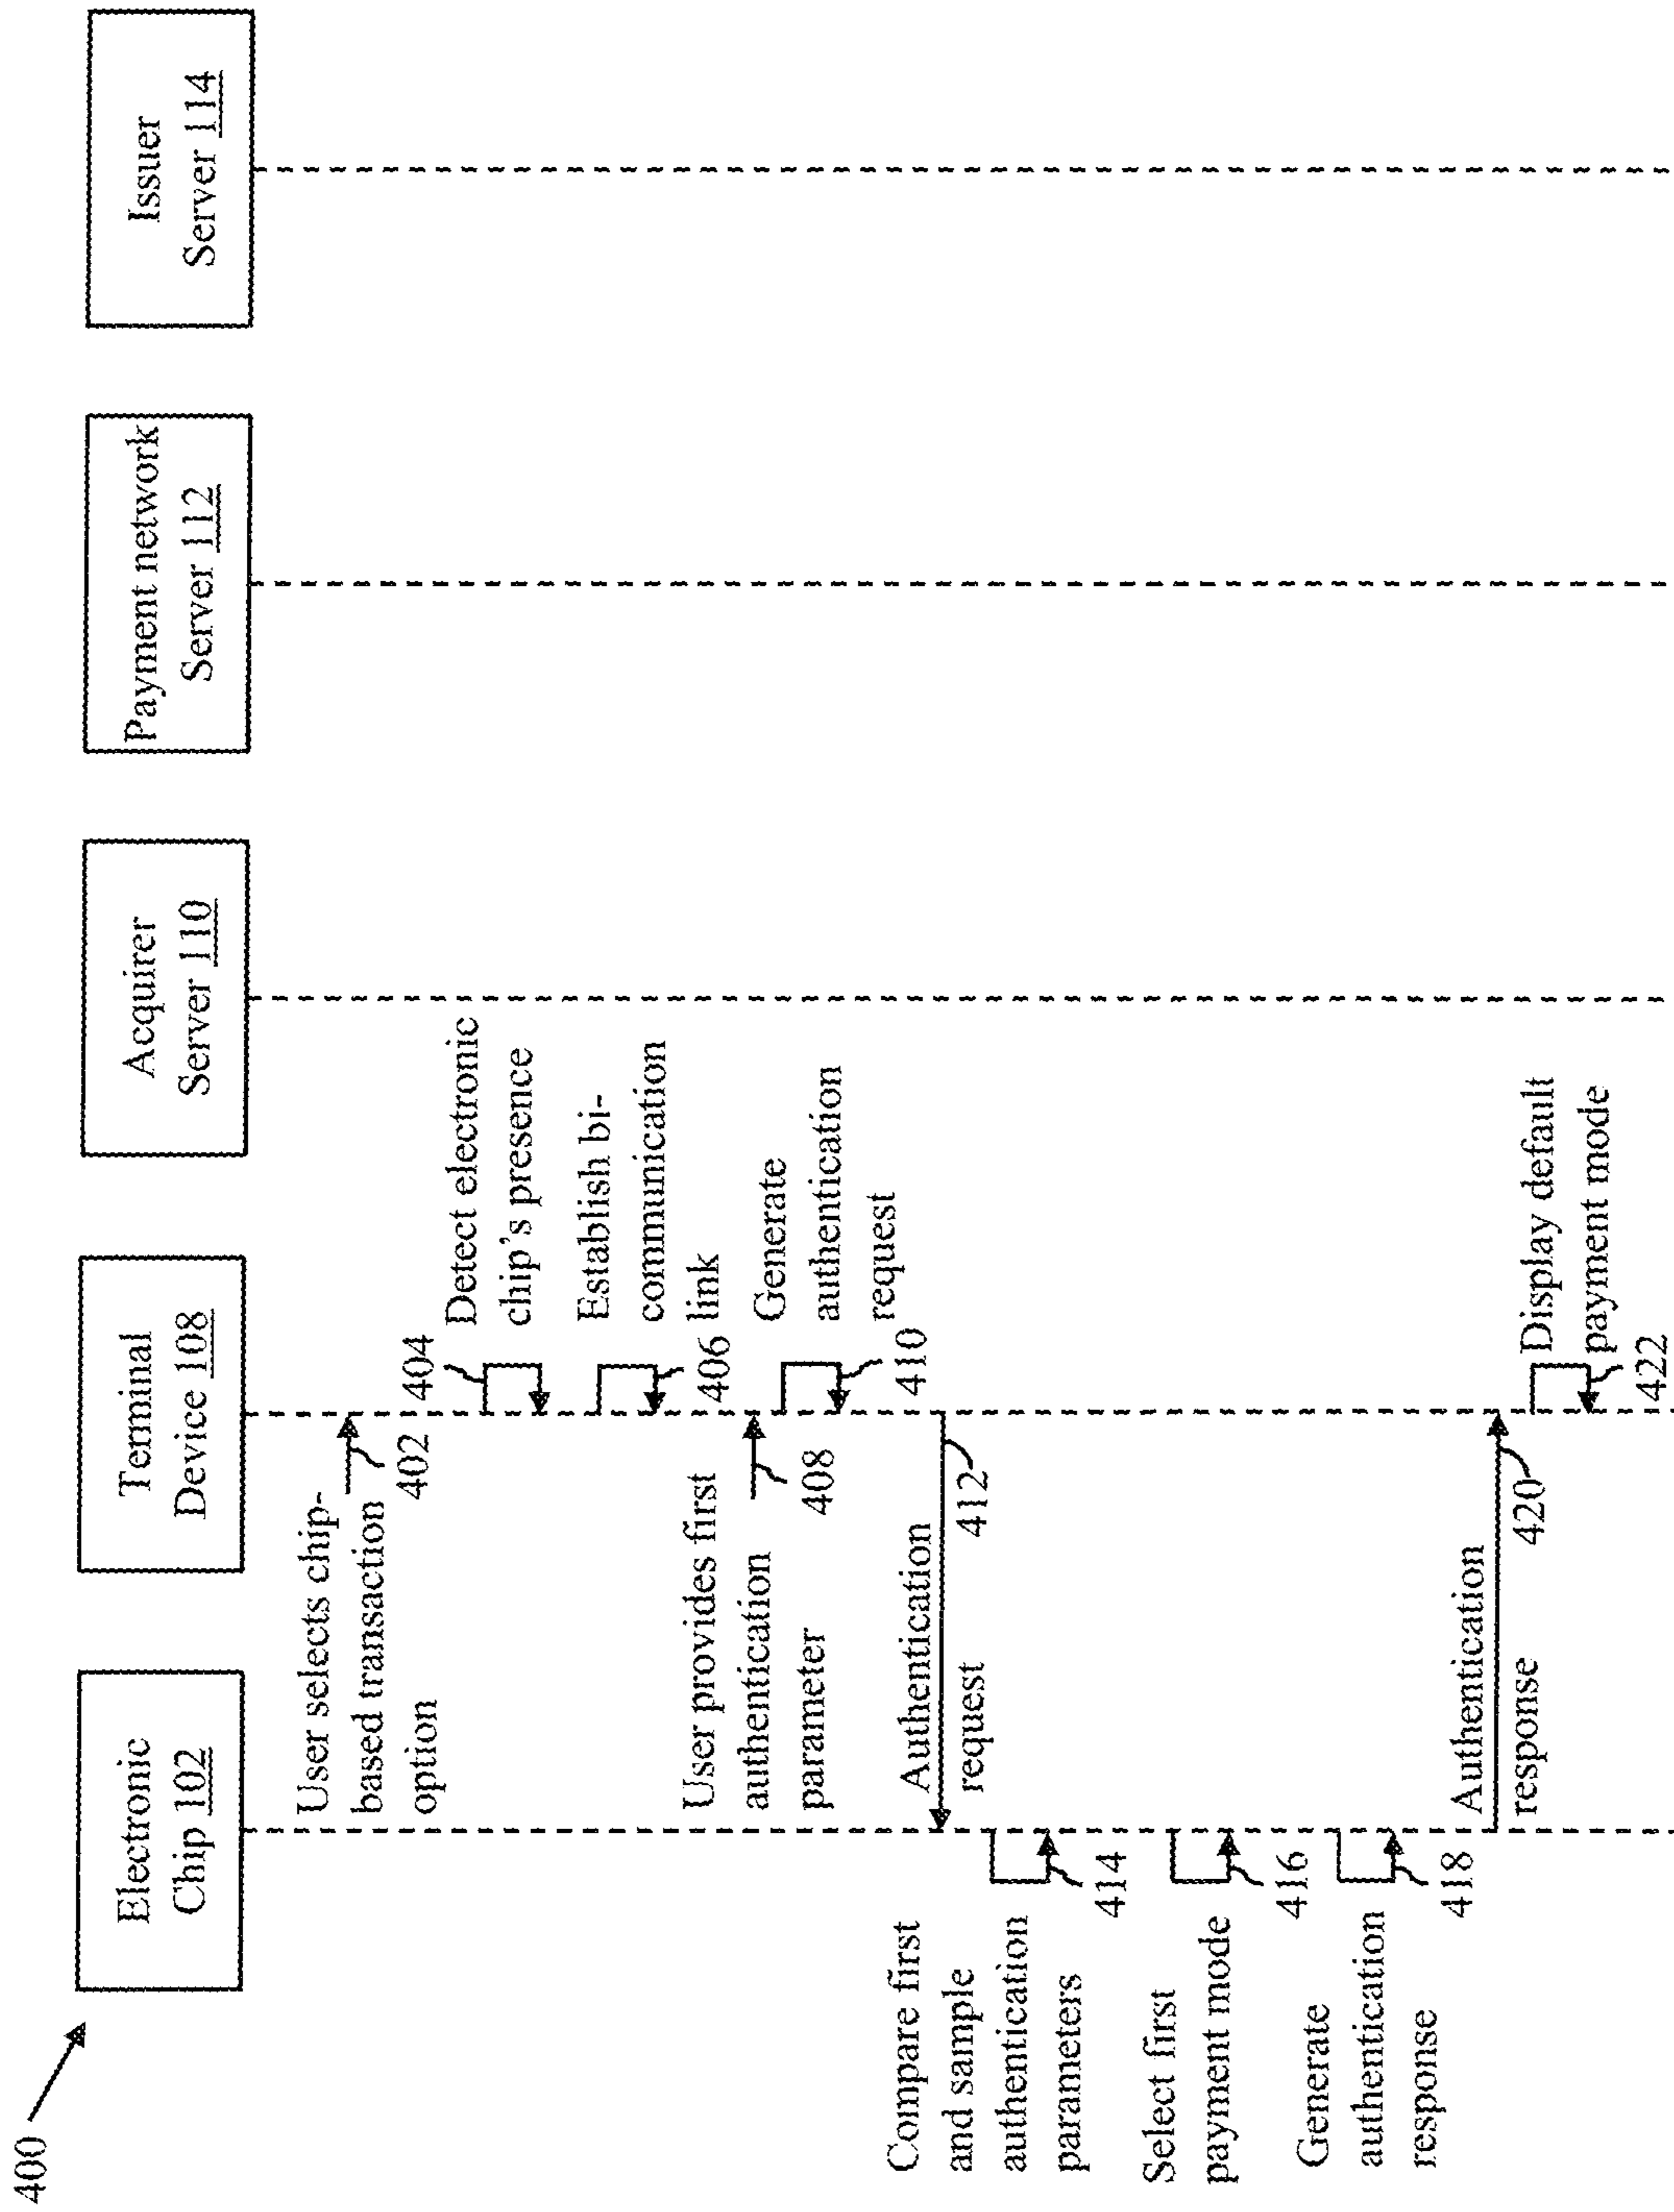 400
Electronic
Chip 102
Terminal
Device 108
Acquirer
Server 110
Payment network
Server 112
Issuer
Server 114
User selects chip-
based transaction
option
402
404
Detect electronic
chip's presence
Establish bi-
communication
link
406
User provides first
authentication
parameter
408
Generate
authentication
request
410
Authentication
request
412
Compare first
and sample
authentication
parameters
414
Select first
payment mode
416
Generate
authentication
response
418
Authentication
response
420
Display default
payment mode
422